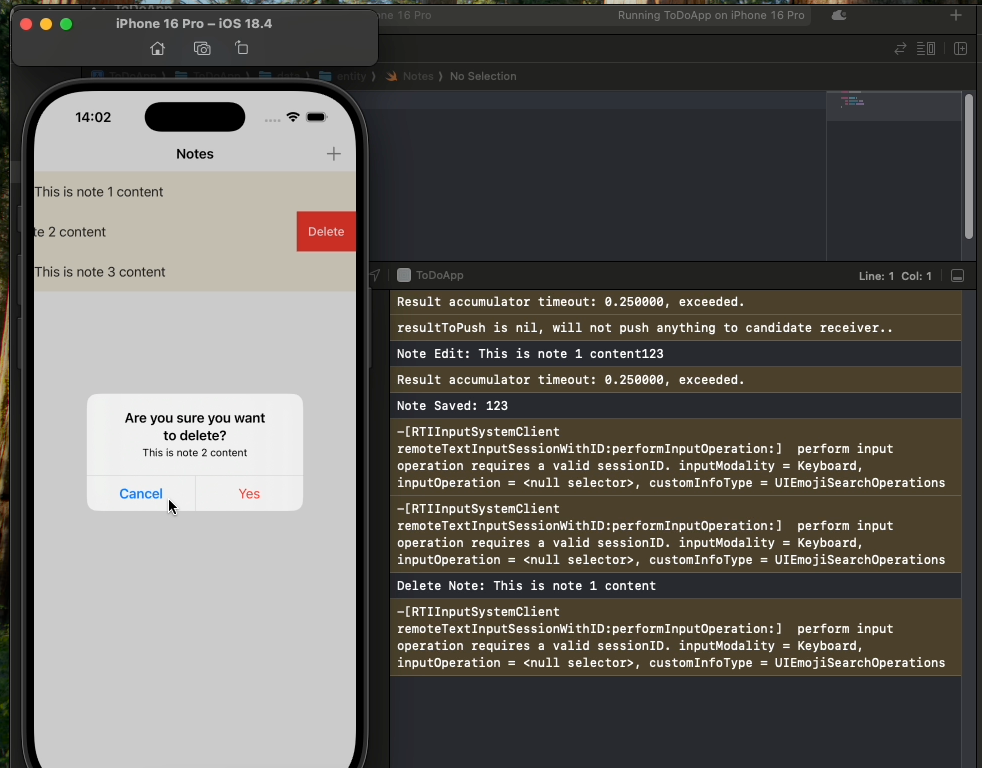 iPhone 16 Pro – iOS 18.4
ne 16 Pro
Running ToDoApp on iPhone 16 Pro
ToDoApp
ToDoApp
entity
Notes
No Selection
14:02
Notes
This is note 1 content
te 2 content
Delete
This is note 3 content
Are you sure you want
to delete?
This is note 2 content
Cancel
Yes
ToDoApp
Line: 1 Col: 1
Result accumulator timeout: 0.250000, exceeded.
resultToPush is nil, will not push anything to candidate receiver..
Note Edit: This is note 1 content123
Result accumulator timeout: 0.250000, exceeded.
Note Saved: 123
-[RTIInputSystemClient
remoteTextInputSessionWithID:performInputOperation:]  perform input
operation requires a valid sessionID. inputModality = Keyboard,
inputOperation = <null selector>, customInfoType = UIEmojiSearchOperations
-[RTIInputSystemClient
remoteTextInputSessionWithID:performInputOperation:]  perform input
operation requires a valid sessionID. inputModality = Keyboard,
inputOperation = <null selector>, customInfoType = UIEmojiSearchOperations
Delete Note: This is note 1 content
-[RTIInputSystemClient
remoteTextInputSessionWithID:performInputOperation:]  perform input
operation requires a valid sessionID. inputModality = Keyboard,
inputOperation = <null selector>, customInfoType = UIEmojiSearchOperations